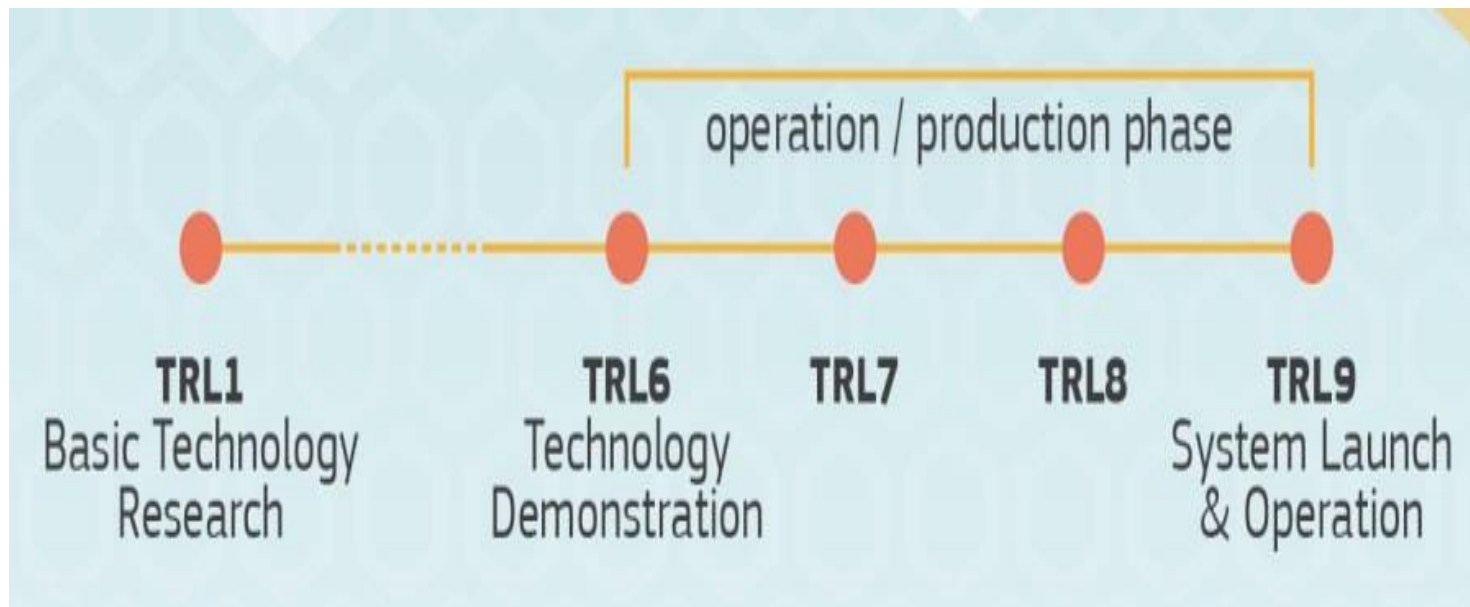 operation / production phase
TRL1
Basic Technology
Research
TRL6
Technology
Demonstration
TRL7
TRL8
TRL9
System Launch
& Operation